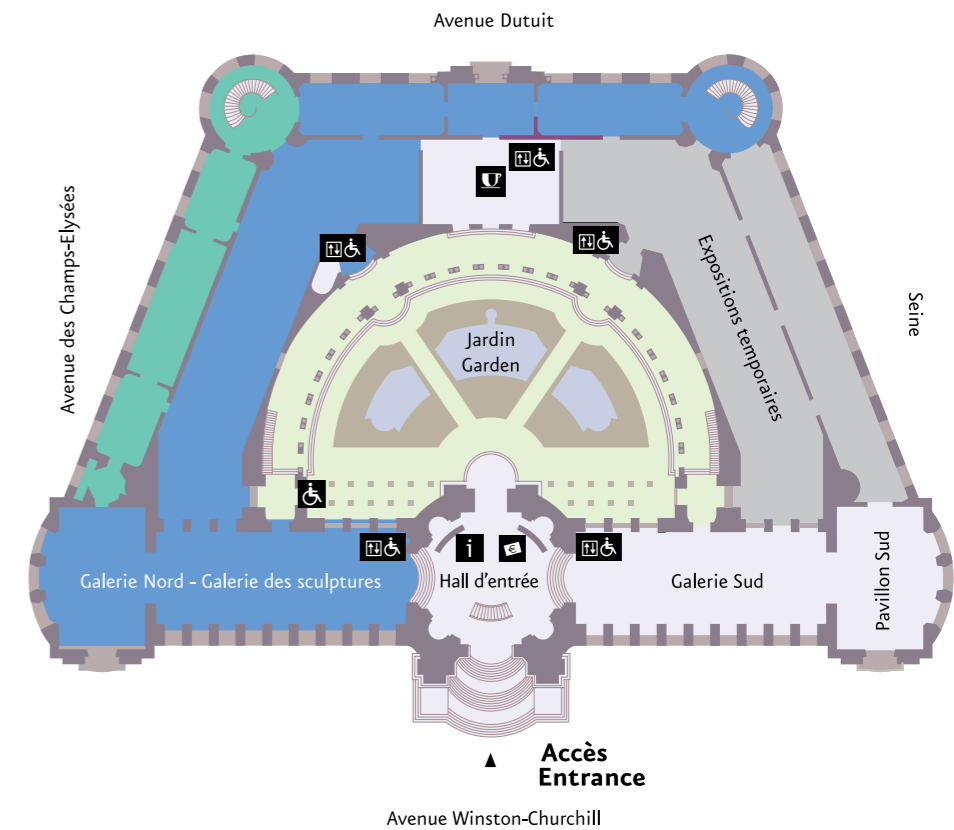 Avenue Dutuit
Avenue des Champs-Elysées
Expositions temporaires
Seine
Jardin
Garden
i
€
Galerie Nord - Galerie des sculptures
Hall d'entrée
Galerie Sud
Pavillon Sud
Accès
Entrance
Avenue Winston-Churchill